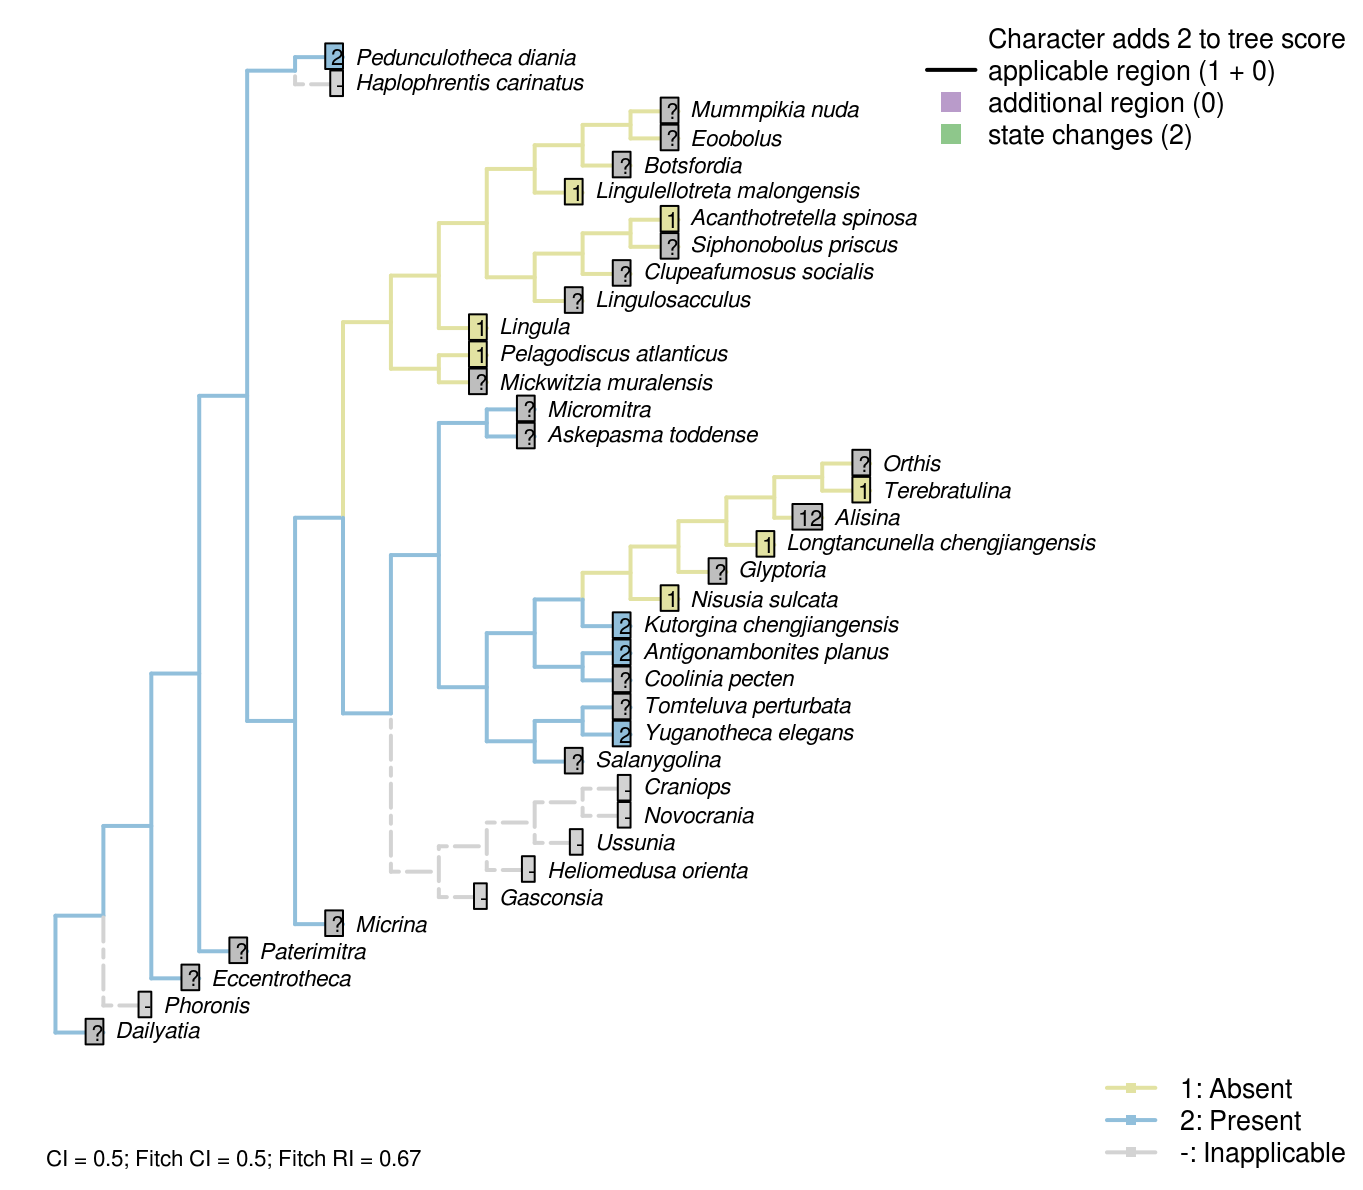 Character adds 2 to tree score
applicable region (1 + 0)
additional region (0)
state changes (2)
2 Pedunculotheca diania
- Haplophrentis carinatus
? Mummpikia nuda
? Eoobolus
? Botsfordia
1 Lingulellotreta malongensis
1 Acanthotretella spinosa
? Siphonobolus priscus
? Clupeafumosus socialis
? Lingulosacculus
1 Lingula
1 Pelagodiscus atlanticus
? Mickwitzia muralensis
? Micromitra
? Askepasma toddense
? Orthis
1 Terebratulina
12 Alisina
1 Longtancunella chengjiangensis
? Glyptoria
1 Nisusia sulcata
2 Kutorgina chengjiangensis
2 Antigonambonites planus
? Coolinia pecten
? Tomteluva perturbata
2 Yuganotheca elegans
? Salanygolina
- Craniops
- Novocrania
- Ussunia
- Heliomedusa orienta
- Gasconsia
? Micrina
? Paterimitra
? Eccentrotheca
- Phoronis
? Dailyatia
1: Absent
2: Present
-: Inapplicable
CI = 0.5; Fitch CI = 0.5; Fitch RI = 0.67